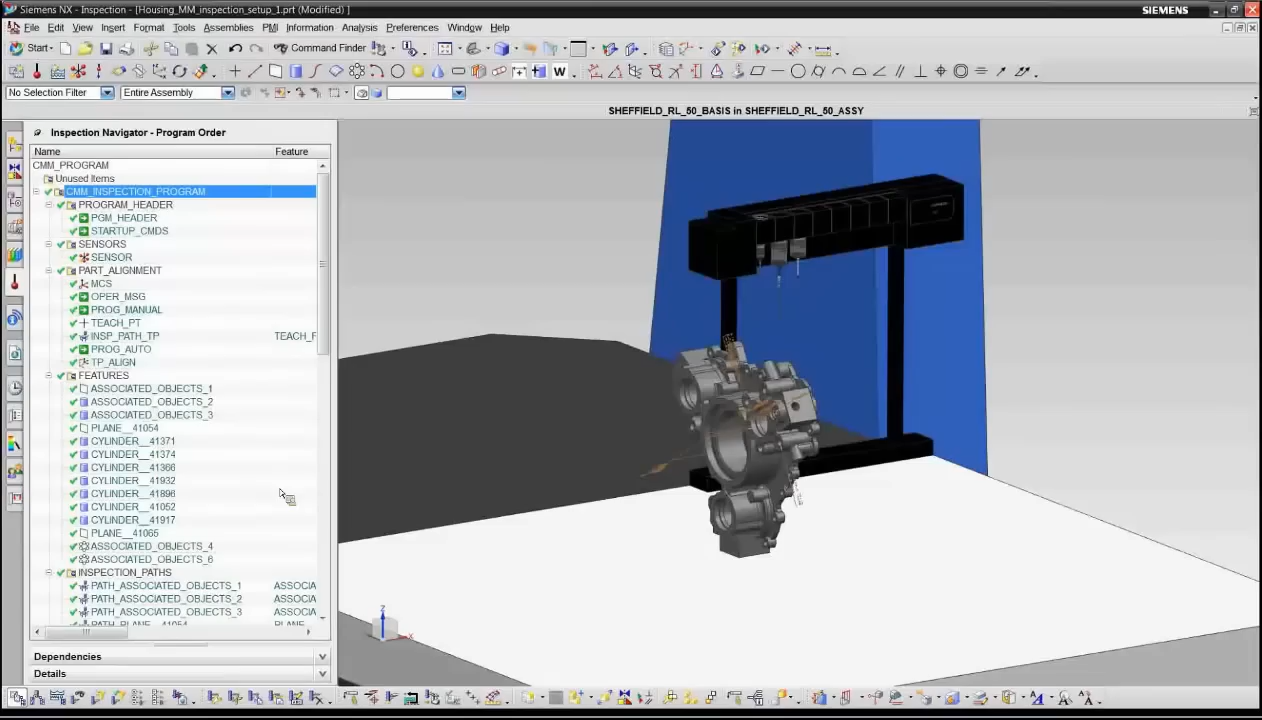 Siemens NX - Inspection - [Housing_MM_inspection_setup_1.prt (Modified) ]
SIEMENS
File Edit View Insert Format Tools Assemblies PMI Information Analysis Preferences Window Help
Start Command Finder
W
No Selection Filter Entire Assembly
SHEFFIELD_RL_50_BASIS in SHEFFIELD_RL_50_ASSY
Inspection Navigator - Program Order
Name Feature
CMM_PROGRAM
Unused Items
CMM_INSPECTION_PROGRAM
PROGRAM_HEADER
PGM_HEADER
STARTUP_CMDS
SENSORS
SENSOR
PART_ALIGNMENT
MCS
OPER_MSG
PROG_MANUAL
TEACH_PT
INSP_PATH_TP TEACH_F
PROG_AUTO
TP_ALIGN
FEATURES
ASSOCIATED_OBJECTS_1
ASSOCIATED_OBJECTS_2
ASSOCIATED_OBJECTS_3
PLANE__41054
CYLINDER__41371
CYLINDER__41374
CYLINDER__41366
CYLINDER__41932
CYLINDER__41896
CYLINDER__41052
CYLINDER__41917
PLANE__41065
ASSOCIATED_OBJECTS_4
ASSOCIATED_OBJECTS_6
INSPECTION_PATHS
PATH_ASSOCIATED_OBJECTS_1 ASSOCIA
PATH_ASSOCIATED_OBJECTS_2 ASSOCIA
PATH_ASSOCIATED_OBJECTS_3 ASSOCIA
PATH_PLANE__41054 PLANE
Z
X
Dependencies
Details